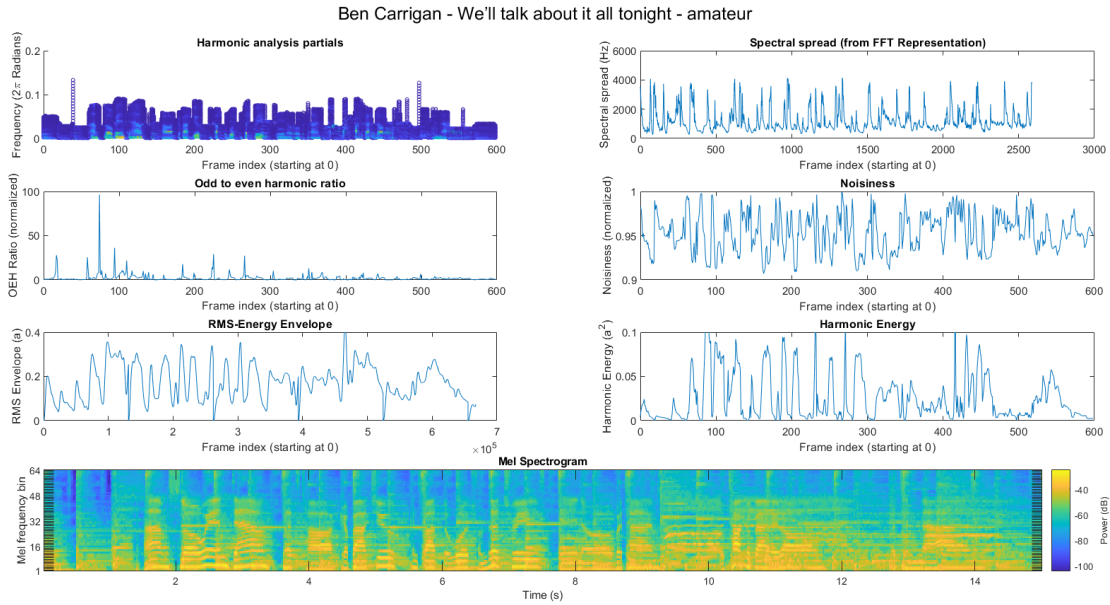 Ben Carrigan - We'll talk about it all tonight - amateur
Harmonic analysis partials
Frequency (2π Radians)
0.2
0.1
0
0 100 200 300 400 500 600
Frame index (starting at 0)
Spectral spread (from FFT Representation)
Spectral spread (Hz)
6000
4000
2000
0
0 500 1000 1500 2000 2500 3000
Frame index (starting at 0)
Odd to even harmonic ratio
OEH Ratio (normalized)
100
50
0
0 100 200 300 400 500 600
Frame index (starting at 0)
Noisiness
Noisiness (normalized)
1
0.95
0.9
0 100 200 300 400 500 600
Frame index (starting at 0)
RMS-Energy Envelope
RMS Envelope (a)
0.4
0.2
0
0 1 2 3 4 5 6 7
×10⁵
Frame index (starting at 0)
Harmonic Energy
Harmonic Energy (a²)
0.1
0.05
0
0 100 200 300 400 500 600
Frame index (starting at 0)
Mel Spectrogram
Mel frequency bin
64
48
32
16
1
2 4 6 8 10 12 14
Time (s)
-40
-60
-80
-100
Power (dB)